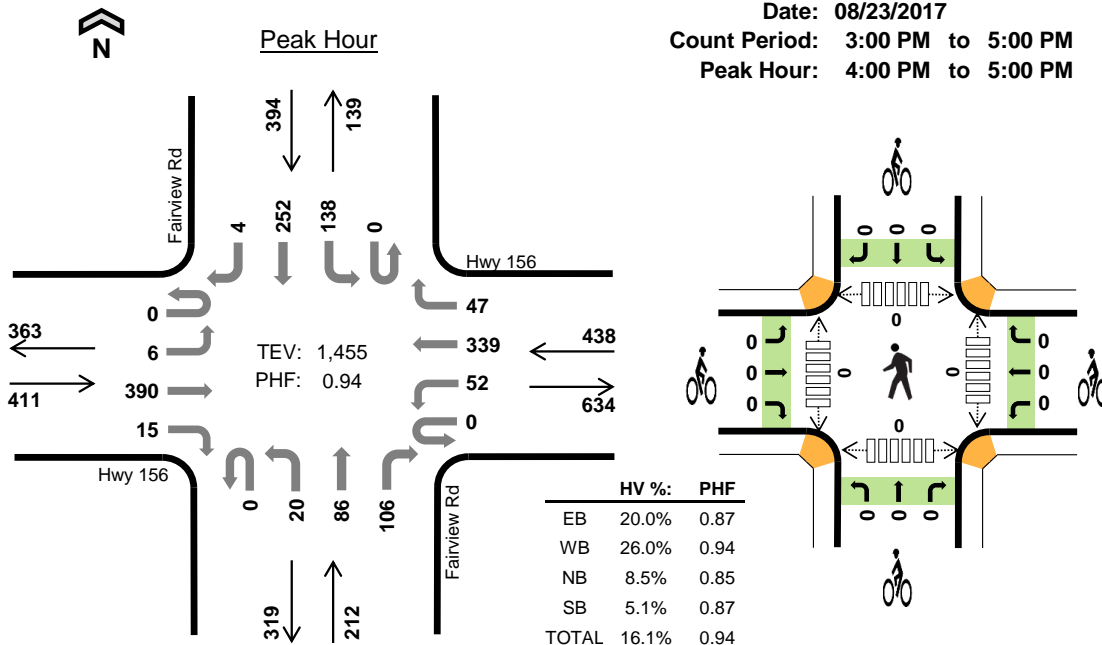 N
Peak Hour
Date: 08/23/2017
Count Period: 3:00 PM to 5:00 PM
Peak Hour: 4:00 PM to 5:00 PM
394
139
Fairview Rd
4
252
138
0
Hwy 156
0
6
390
15
363
411
TEV: 1,455
PHF: 0.94
47
339
52
0
438
634
Hwy 156
0
20
86
106
Fairview Rd
319
212
HV %: PHF
EB 20.0% 0.87
WB 26.0% 0.94
NB 8.5% 0.85
SB 5.1% 0.87
TOTAL 16.1% 0.94
0 0 0
0
0
0
0
0
0
0
0
0
0
0
0 0 0